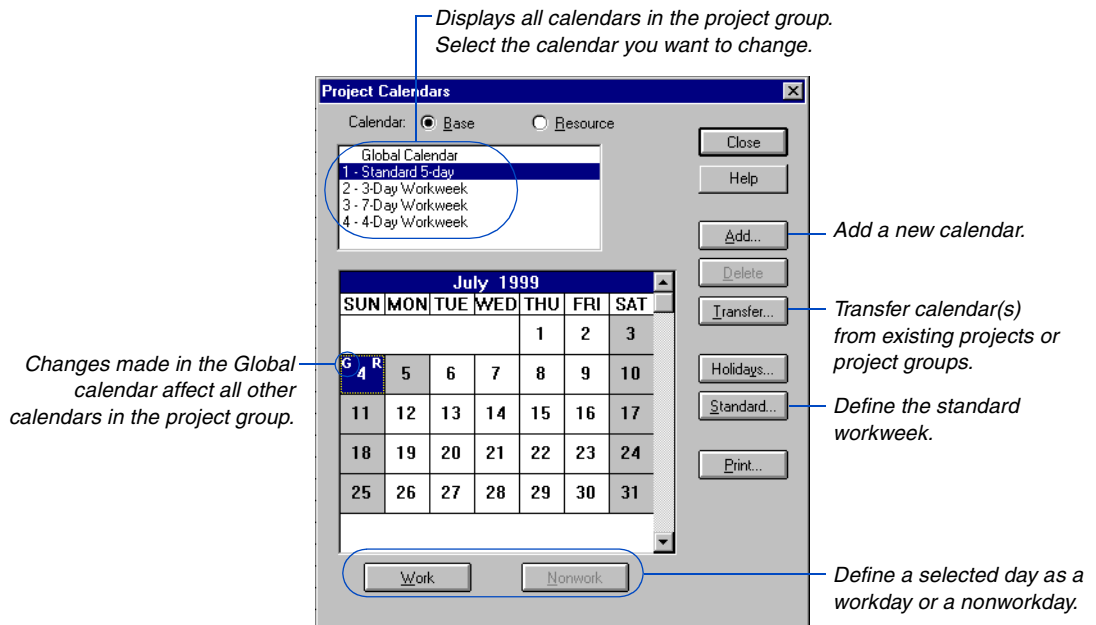 Displays all calendars in the project group.
Select the calendar you want to change.
Project Calendars
Calendar: Base Resource
Global Calendar
1 - Standard 5-day
2 - 3-Day Workweek
3 - 7-Day Workweek
4 - 4-Day Workweek
Close
Help
Add...
Delete
Transfer...
Holidays...
Standard...
Print...
Add a new calendar.
Transfer calendar(s)
from existing projects or
project groups.
Define the standard
workweek.
July 1999
SUN MON TUE WED THU FRI SAT
1 2 3
G 4 R 5 6 7 8 9 10
11 12 13 14 15 16 17
18 19 20 21 22 23 24
25 26 27 28 29 30 31
Changes made in the Global
calendar affect all other
calendars in the project group.
Work Nonwork
Define a selected day as a
workday or a nonworkday.